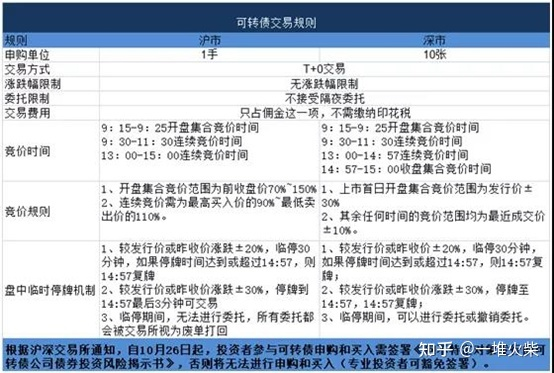 可转债交易规则
规则 沪市 深市
申购单位 1手 10张
交易方式 T+0交易
涨跌幅限制 无涨跌幅限制
委托限制 不接受隔夜委托
交易费用 只占佣金这一项，不需缴纳印花税
竞价时间
9：15-9：25开盘集合竞价时间
9：30-11：30连续竞价时间
13：00-15：00连续竞价时间
9：15-9：25开盘集合竞价时间
9：30-11：30连续竞价时间
13：00-14：57连续竞价时间
14：57-15：00收盘集合竞价时间
竞价规则
1、开盘集合竞价范围为前收盘价70%~150%
2、连续竞价需为最高买入价的90%~最低卖
出价的110%。
1、上市首日开盘集合竞价范围为发行价±
30%
2、其余任何时间的竞价范围均为最近成交价
±10%。
盘中临时停牌机制
1、较发行价或昨收价涨跌±20%，临停30
分钟，如果停牌时间达到或超过14:57，则
14:57复牌
2、较发行价或昨收价涨跌±30%，停牌到
14:57最后3分钟可交易
3、临停期间，无法进行委托，所有委托都
会被交易所视为废单打回
1、较发行价或昨收价±20%，临停30分钟，
如果停牌时间达到或超过14:57，则14:57复
牌；
2、较发行价或昨收价涨跌±30%，停牌至
14:57，14:57复牌；
3、临停期间，可以进行委托或撤销委托。
根据沪深交易所通知，自10月26日起，投资者参与可转债申购和买入需签署《
转债公司债券投资风险揭示书》，否则将无法进行申购和买入（专业投资者可豁免签署）
知乎 @一堆火柴